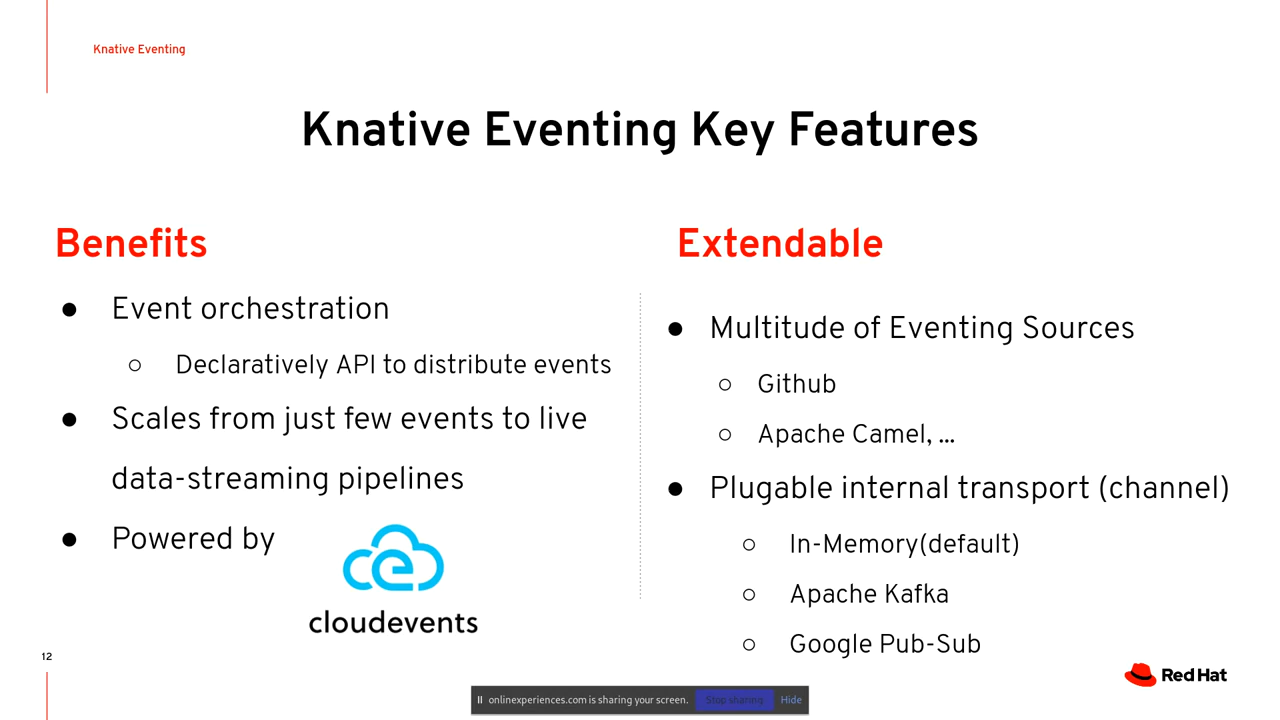 Knative Eventing
Knative Eventing Key Features
Benefits
● Event orchestration
○ Declaratively API to distribute events
● Scales from just few events to live
data-streaming pipelines
● Powered by
cloudevents
Extendable
● Multitude of Eventing Sources
○ Github
○ Apache Camel, ...
● Plugable internal transport (channel)
○ In-Memory(default)
○ Apache Kafka
○ Google Pub-Sub
12
Red Hat
onlinexperiences.com is sharing your screen. Stop sharing Hide